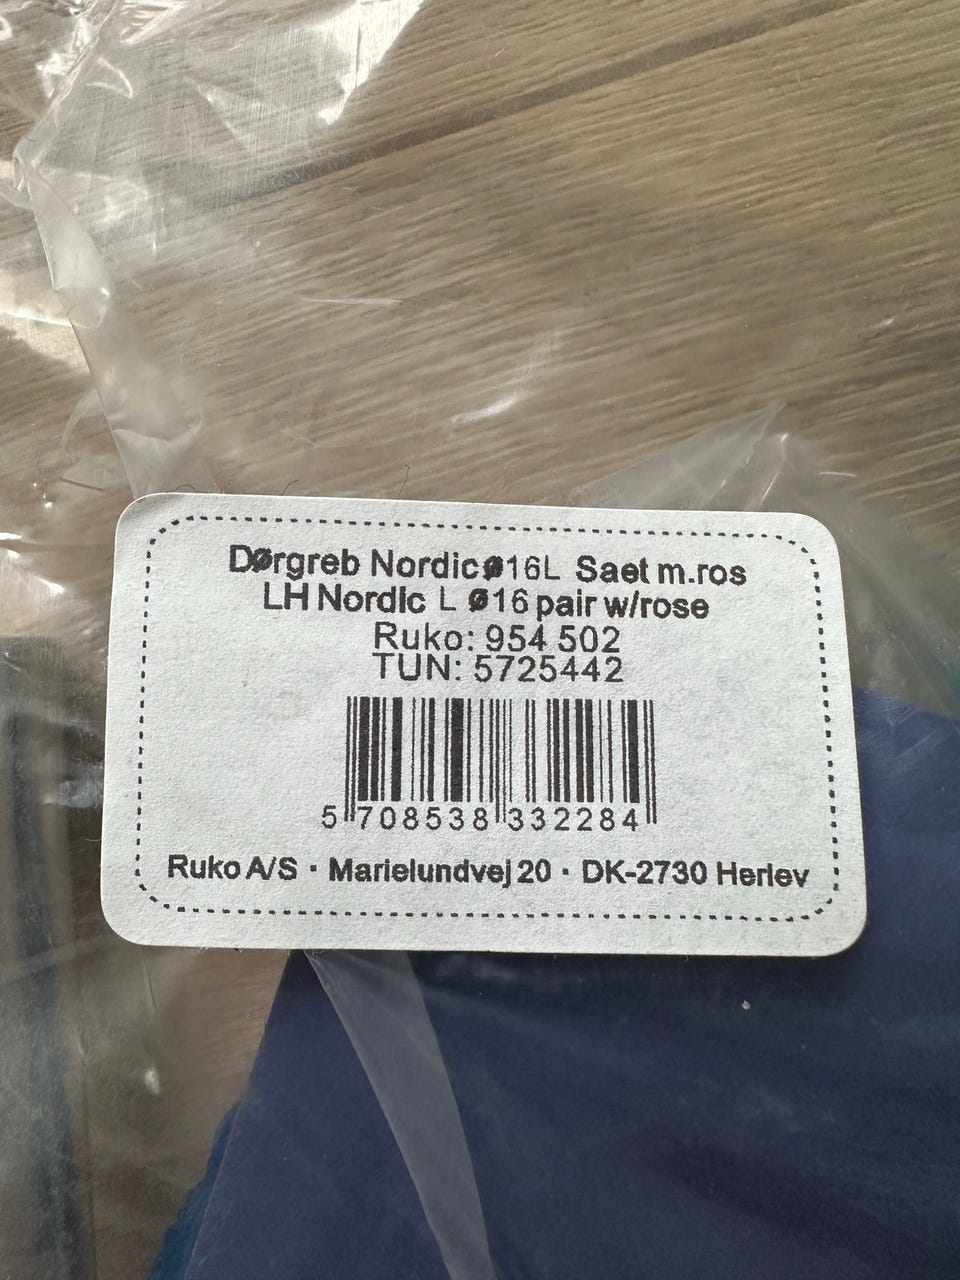 Dørgreb Nordic ø16L Saet m.ros
LH Nordic L ø16 pair w/rose
Ruko: 954 502
TUN: 5725442
5 708538 332284
Ruko A/S · Marielundvej 20 · DK-2730 Herlev